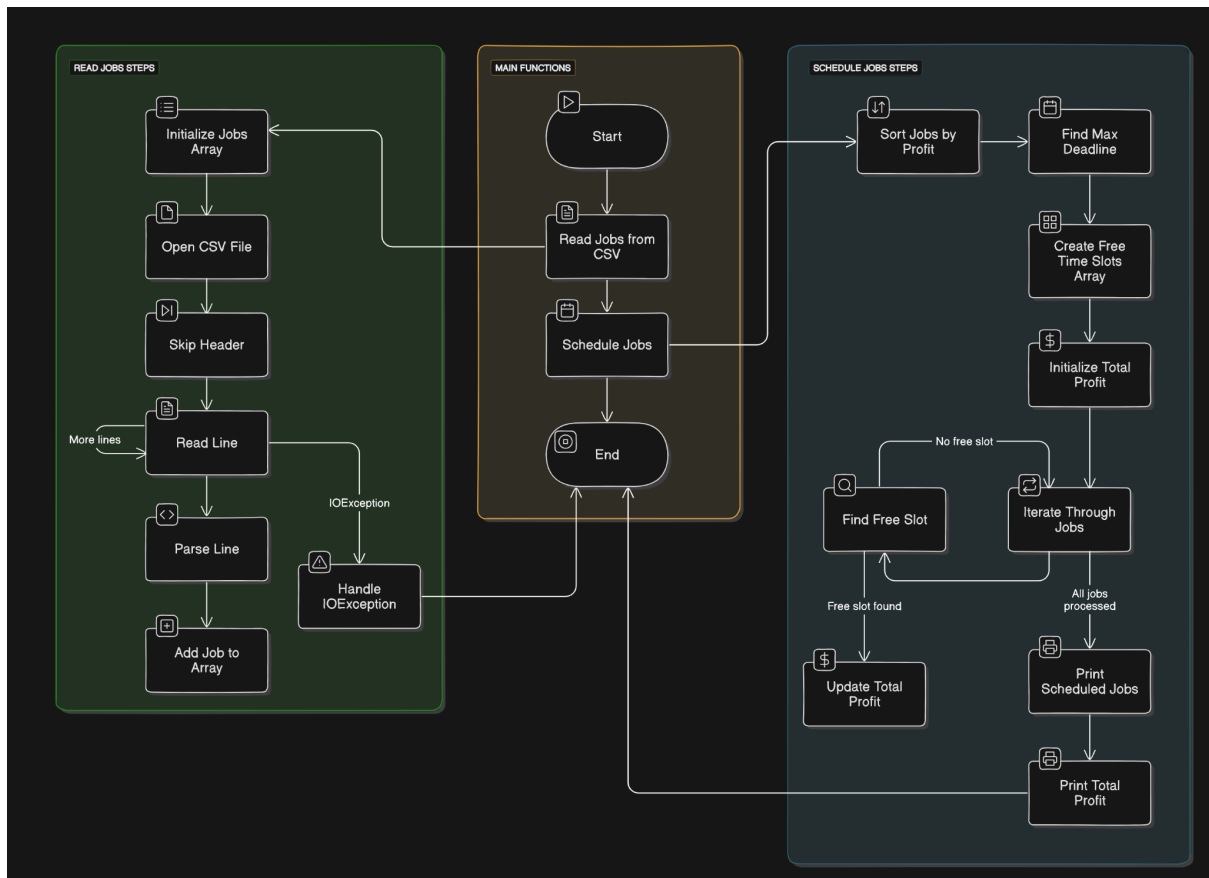 READ JOBS STEPS
Initialize Jobs
Array
Open CSV File
Skip Header
More lines
Read Line
IOException
Parse Line
Handle
IOException
Add Job to
Array
MAIN FUNCTIONS
Start
Read Jobs from
CSV
Schedule Jobs
End
SCHEDULE JOBS STEPS
Sort Jobs by
Profit
Find Max
Deadline
Create Free
Time Slots
Array
Initialize Total
Profit
No free slot
Find Free Slot
Iterate Through
Jobs
Free slot found
All jobs
processed
Update Total
Profit
Print
Scheduled Jobs
Print Total
Profit